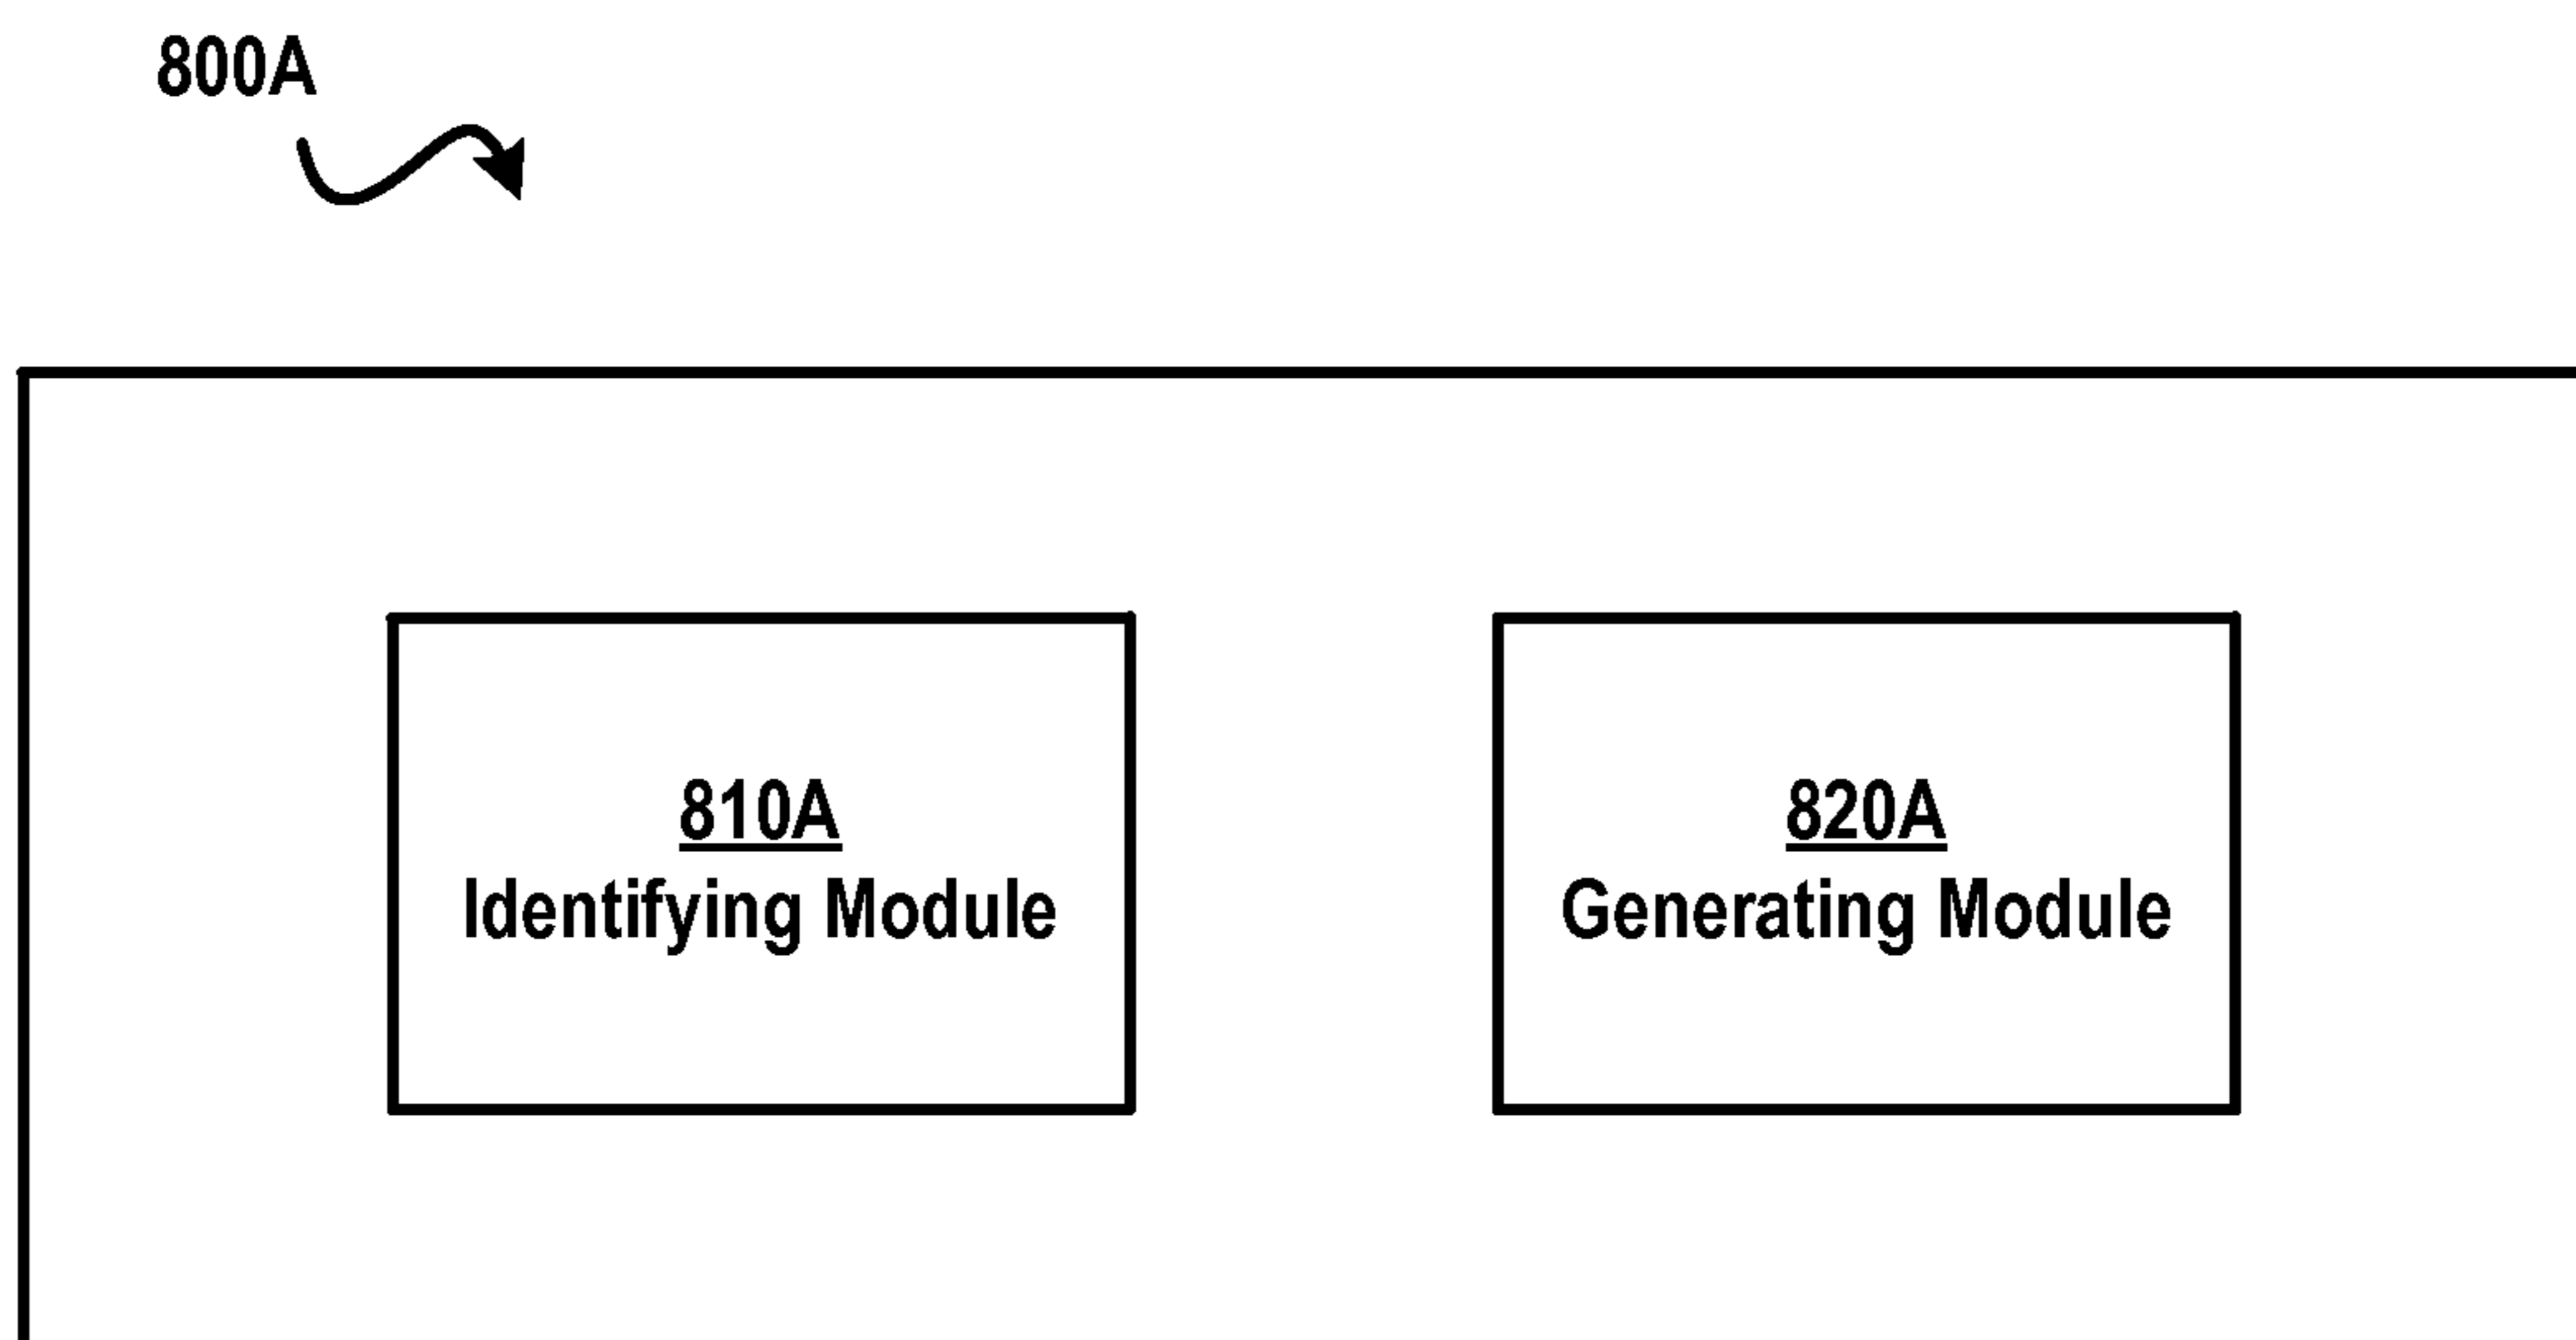 800A
810A
Identifying Module
820A
Generating Module